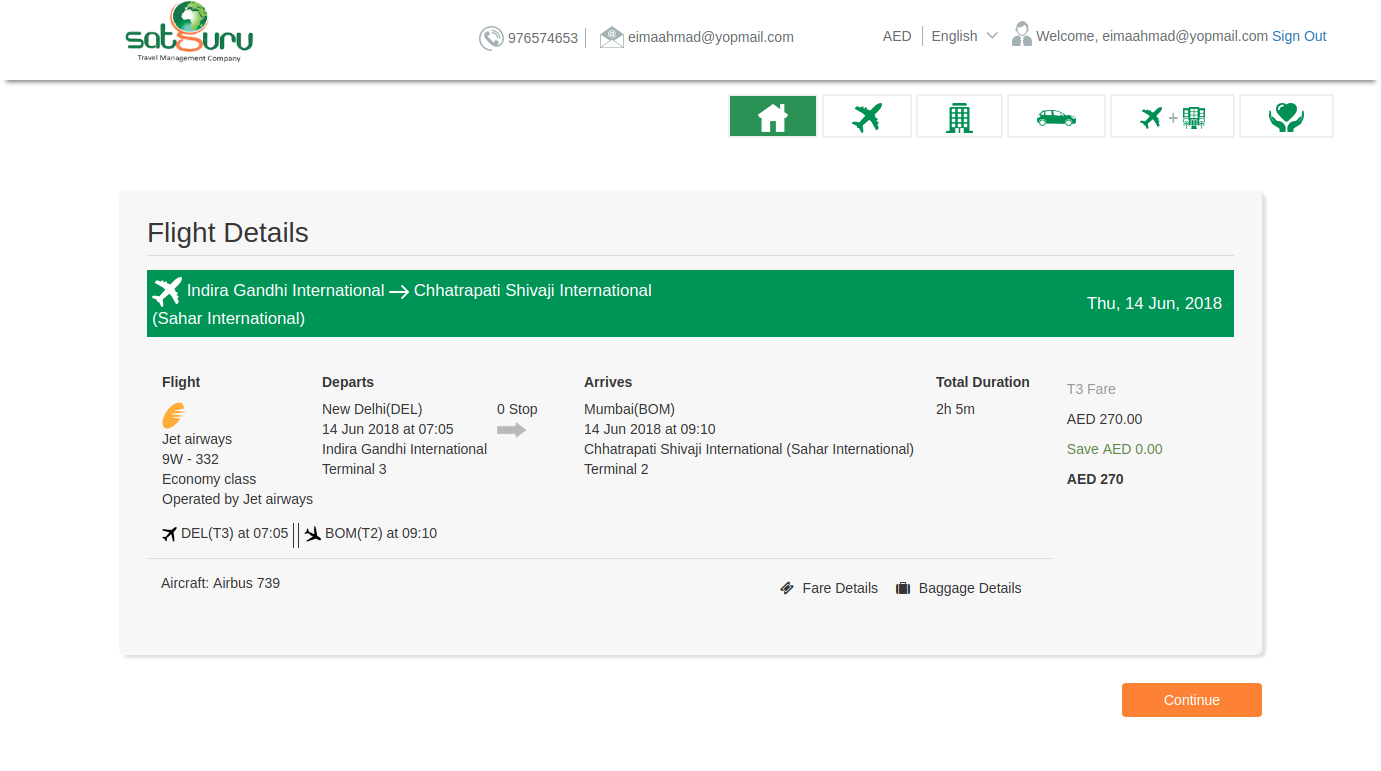 satguru
Travel Management Company
976574653
eimaahmad@yopmail.com
AED
English
Welcome, eimaahmad@yopmail.com Sign Out
+
Flight Details
Indira Gandhi International → Chhatrapati Shivaji International
(Sahar International)
Thu, 14 Jun, 2018
Flight
Jet airways
9W - 332
Economy class
Operated by Jet airways
Departs
New Delhi(DEL)
14 Jun 2018 at 07:05
Indira Gandhi International
Terminal 3
0 Stop
Arrives
Mumbai(BOM)
14 Jun 2018 at 09:10
Chhatrapati Shivaji International (Sahar International)
Terminal 2
Total Duration
2h 5m
T3 Fare
AED 270.00
Save AED 0.00
AED 270
DEL(T3) at 07:05
BOM(T2) at 09:10
Aircraft: Airbus 739
Fare Details
Baggage Details
Continue